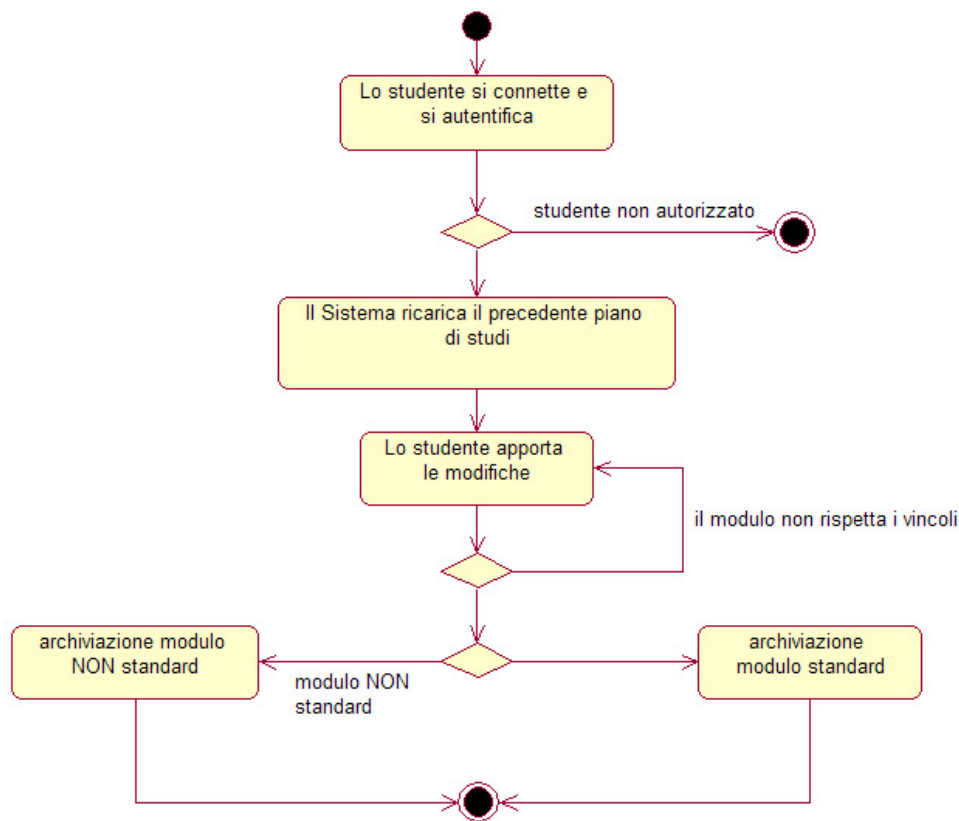 Lo studente si connette e
si autentifica
studente non autorizzato
Il Sistema ricarica il precedente piano
di studi
Lo studente apporta
le modifiche
il modulo non rispetta i vincoli
archiviazione modulo
NON standard
modulo NON
standard
archiviazione
modulo standard